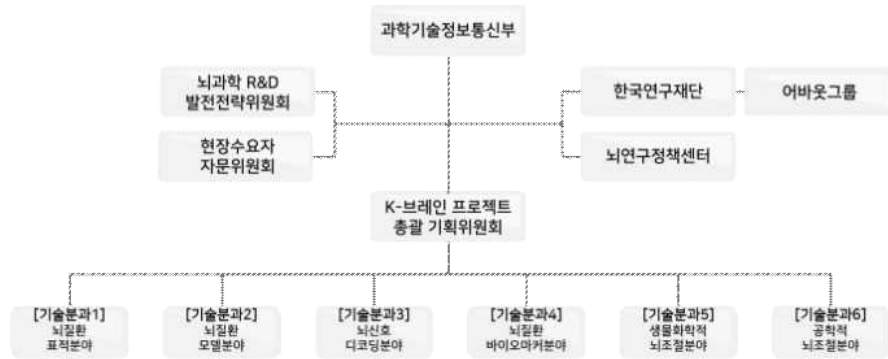 과학기술정보통신부
뇌과학 R&D
발전전략위원회
한국연구재단
어바웃그룹
현장수요자
자문위원회
뇌연구정책센터
K-브레인 프로젝트
총괄 기획위원회
[기술분과1]
뇌질환
표적분야
[기술분과2]
뇌질환
모델분야
[기술분과3]
뇌신호
디코딩분야
[기술분과4]
뇌질환
바이오마커분야
[기술분과5]
생물화학적
뇌조절분야
[기술분과6]
공학적
뇌조절분야